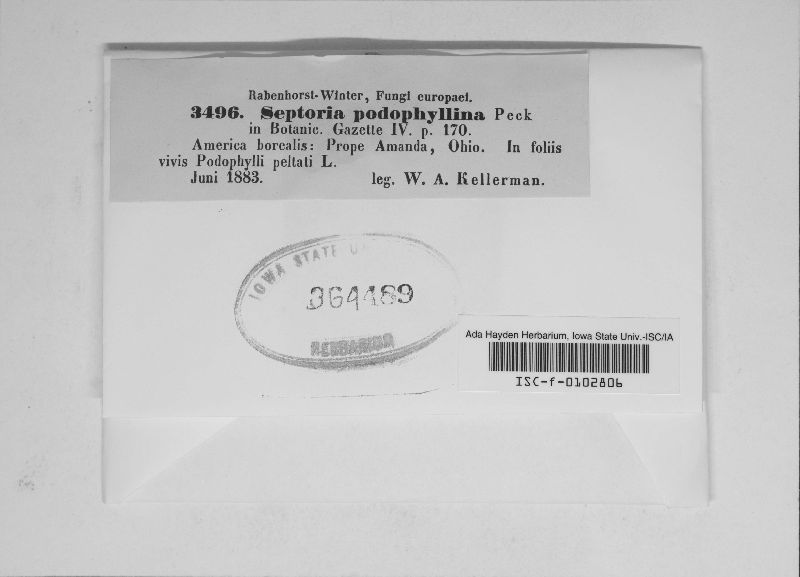 Rabenhorst-Winter, Fungi europaei.
3496. Septoria podophyllina Peck
in Botanic. Gazette IV. p. 170.
America borealis: Prope Amanda, Ohio. In foliis
vivis Podophylli peltati L.
Juni 1883. leg. W. A. Kellerman.
IOWA STATE
364489
HERBARIUM
Ada Hayden Herbarium, Iowa State Univ.-ISC/IA
ISC-f-0102806